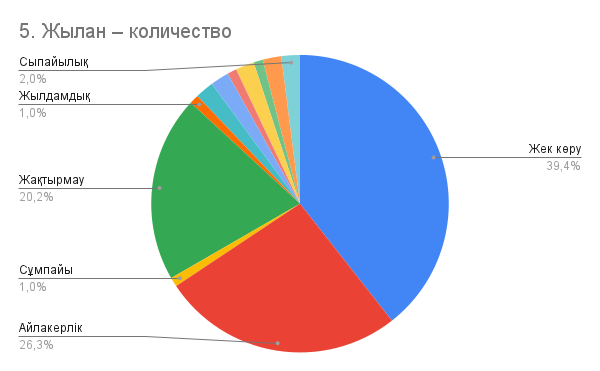 5. Жылан – количество
Сыпайылық
2,0%
Жылдамдық
1,0%
Жақтырмау
20,2%
Сұмпайы
1,0%
Айлакерлік
26,3%
Жек көру
39,4%